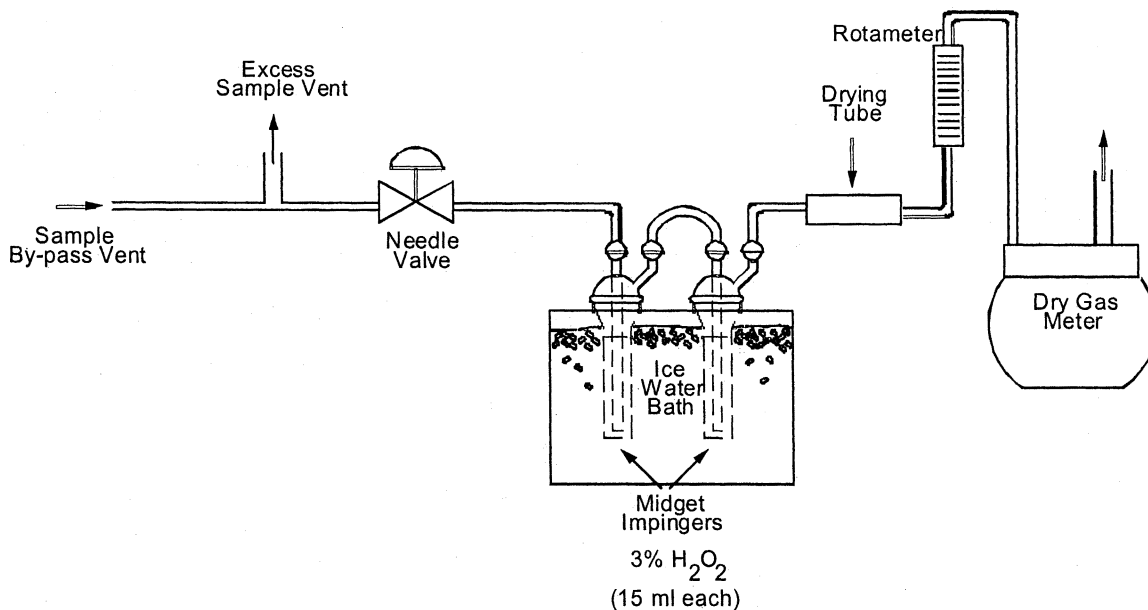 Excess
Sample Vent
Rotameter
Drying
Tube
Sample
By-pass Vent
Needle
Valve
Dry Gas
Meter
Ice
Water
Bath
Midget
Impingers
3% H₂O₂
(15 ml each)